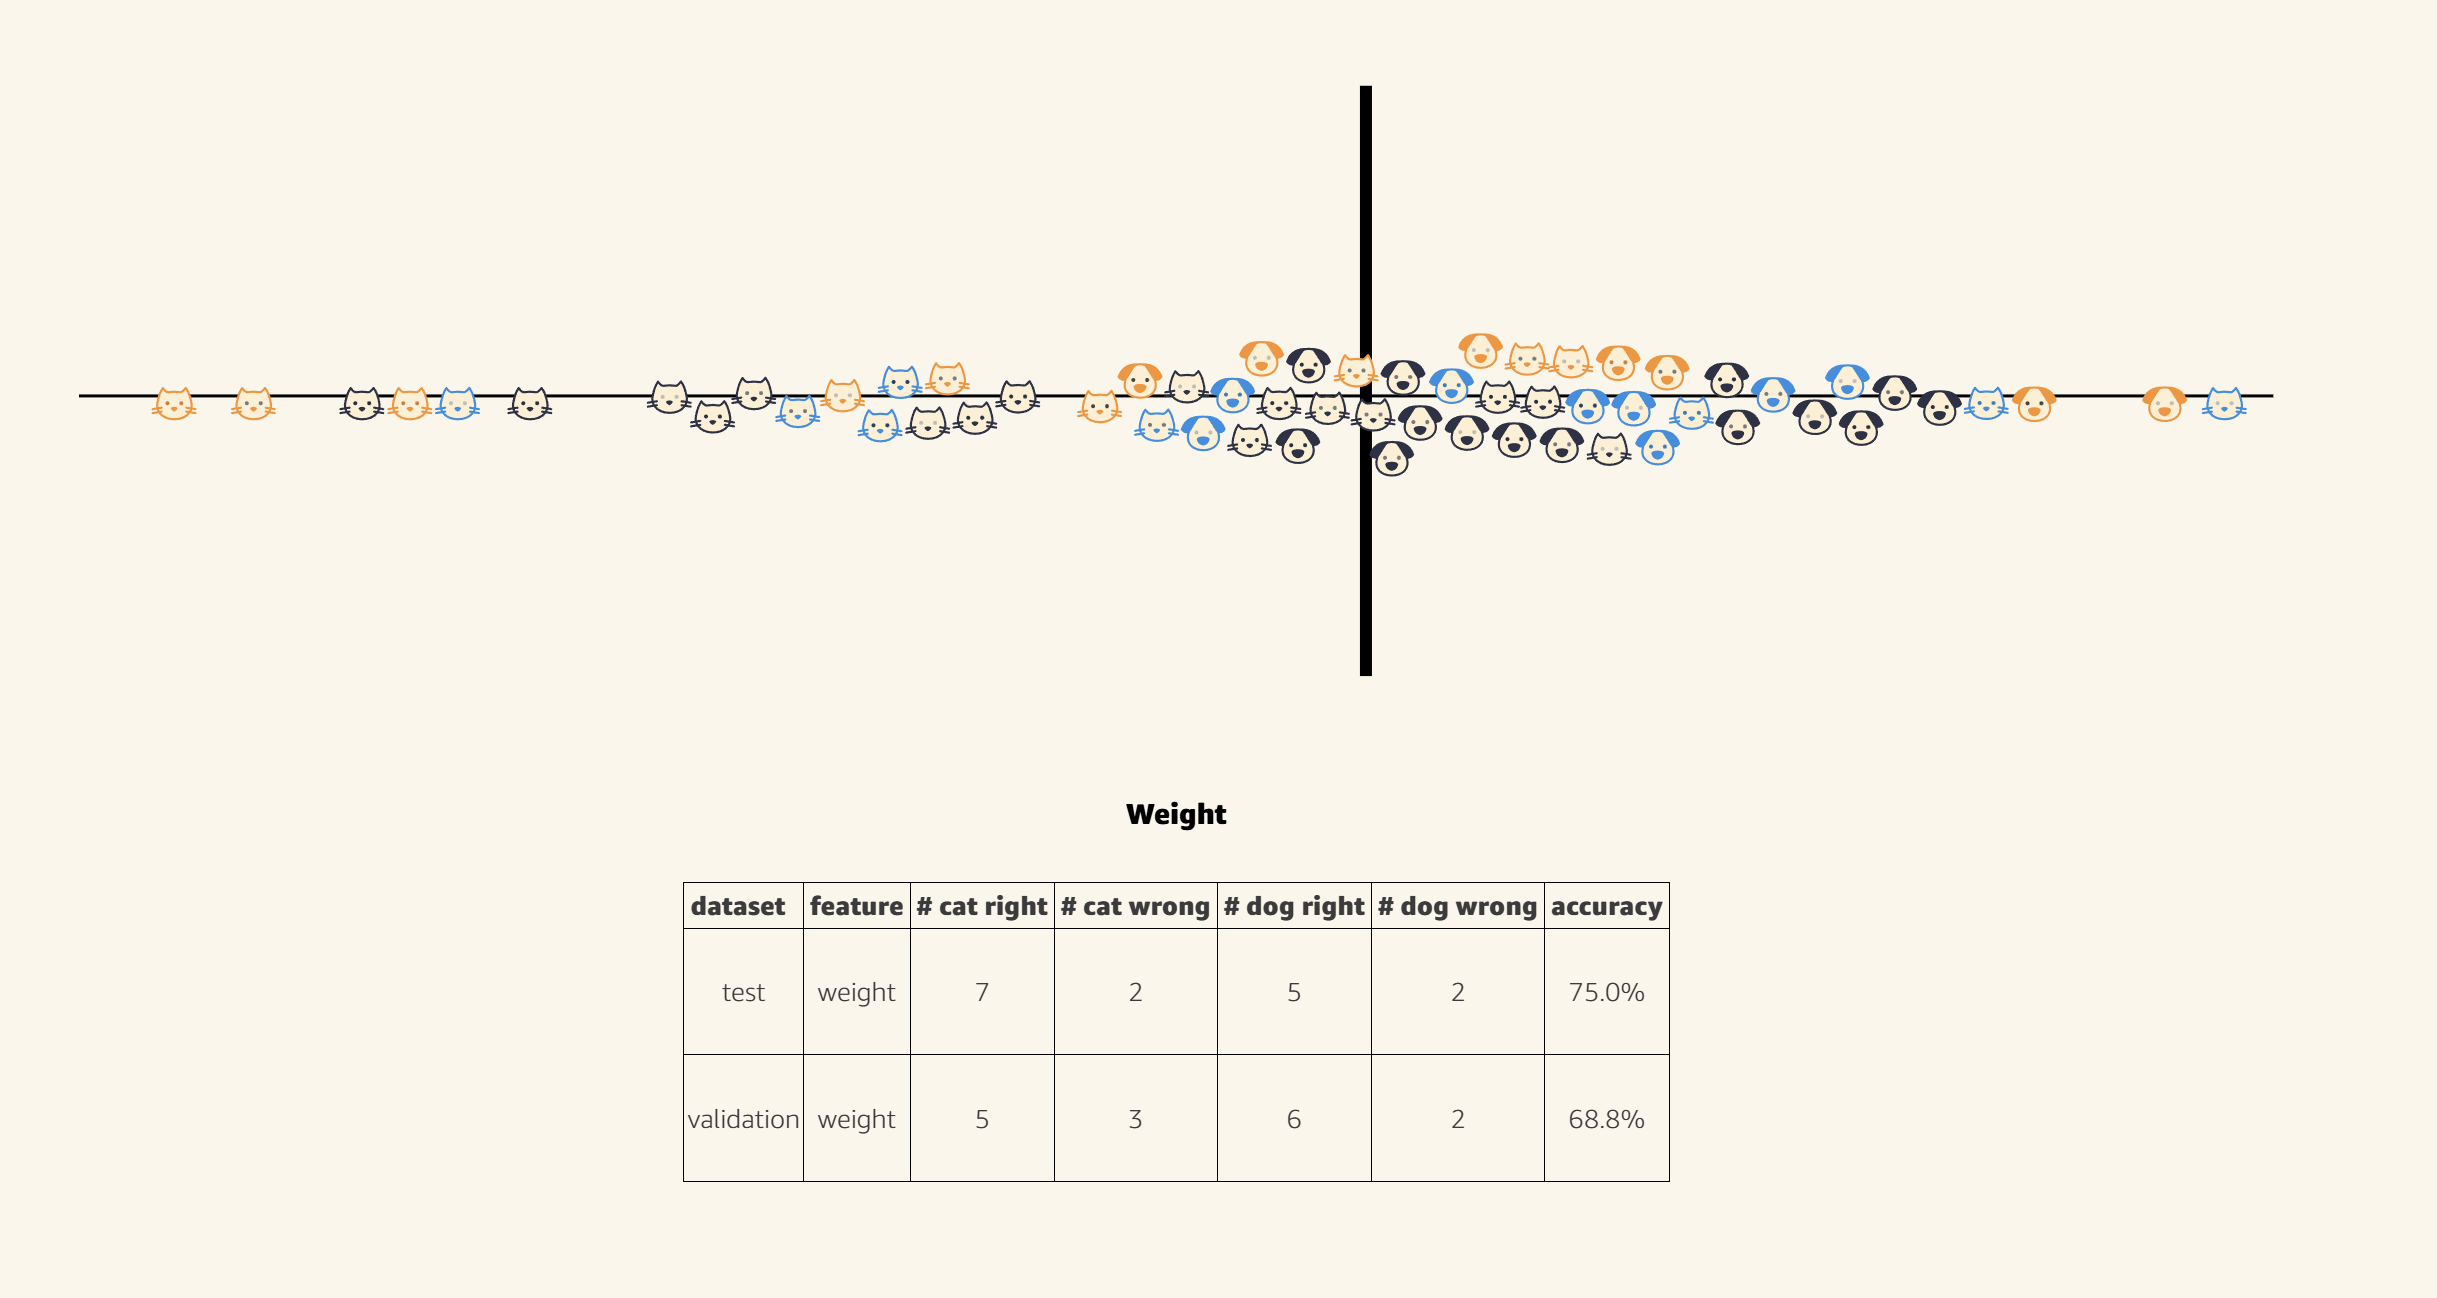 Weight
dataset feature # cat right # cat wrong # dog right # dog wrong accuracy
test weight 7 2 5 2 75.0%
validation weight 5 3 6 2 68.8%